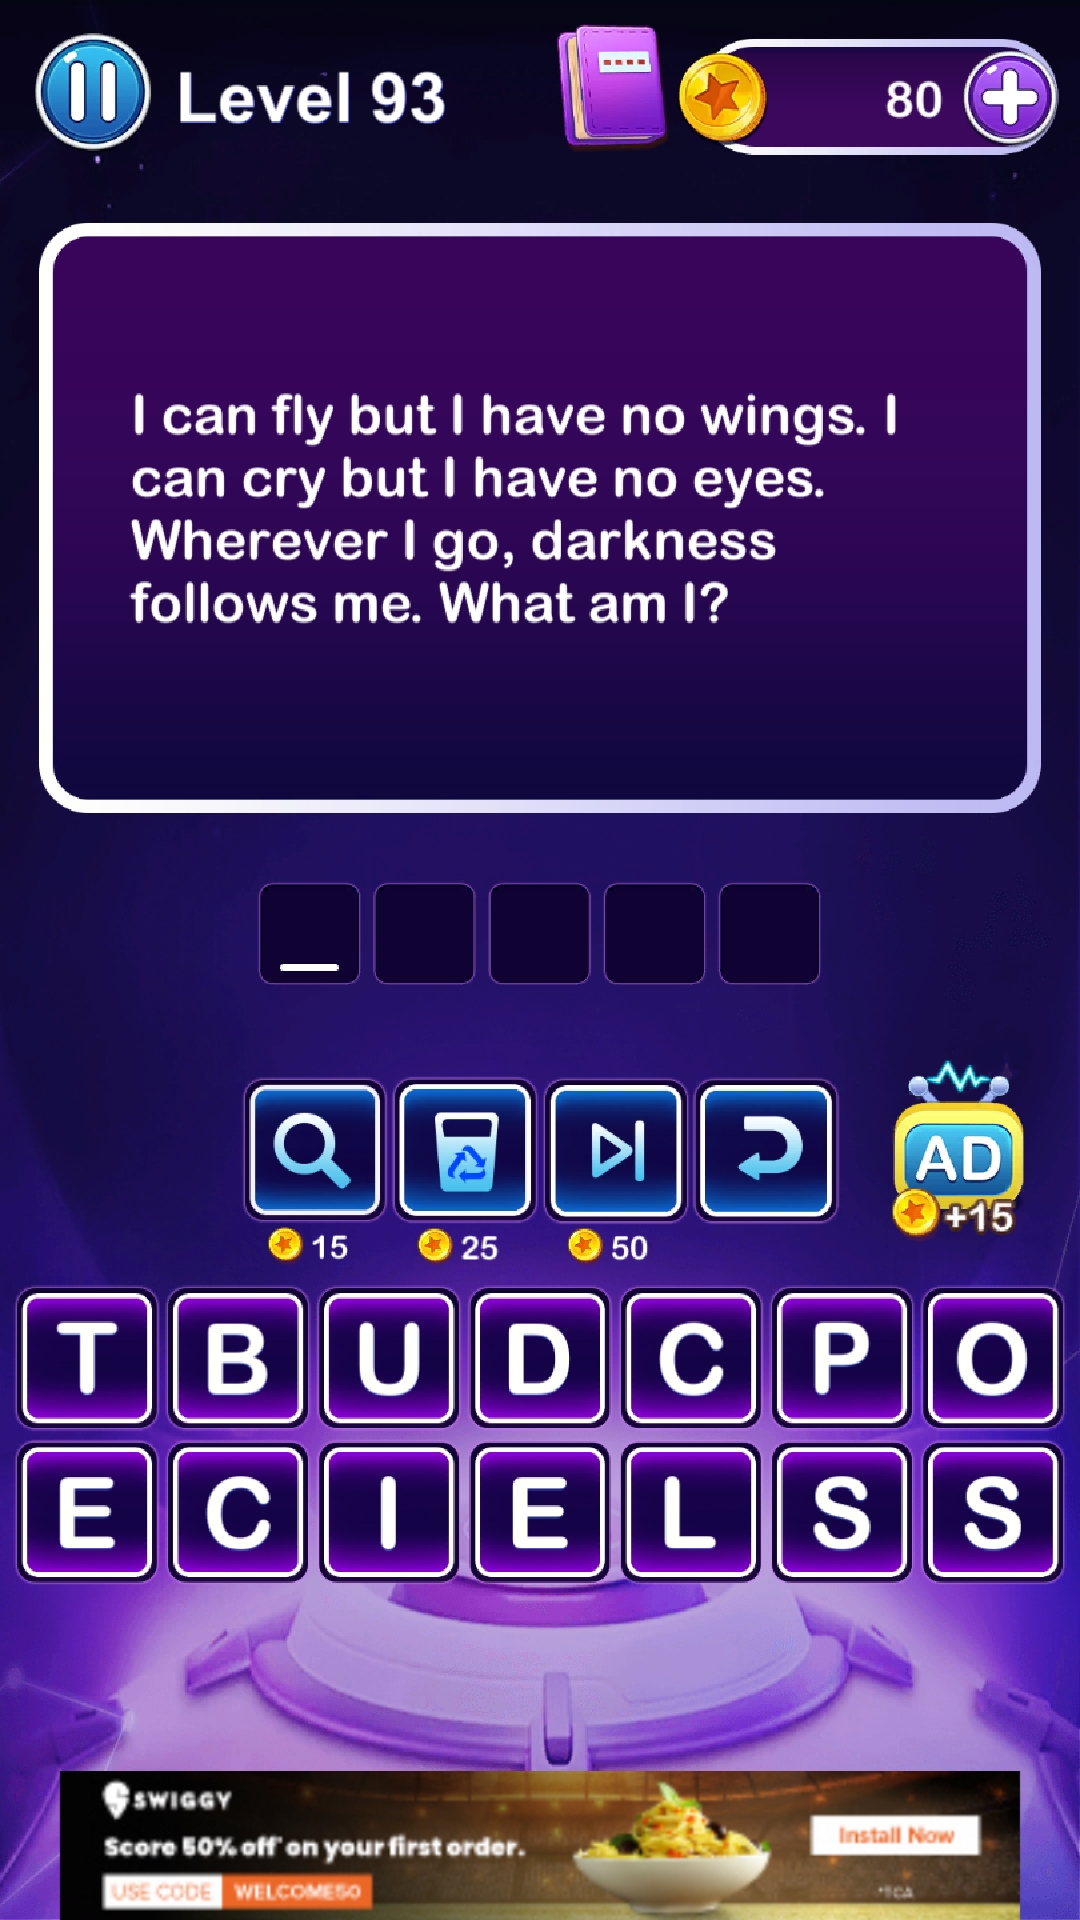 Level 93
80
I can fly but I have no wings. I
can cry but I have no eyes.
Wherever I go, darkness
follows me. What am I?
AD
+15
15 25 50
T B U D C P O
E C I E L S S
SWIGGY
Score 50% off* on your first order.
USE CODE WELCOME50
Install Now
*T&CA